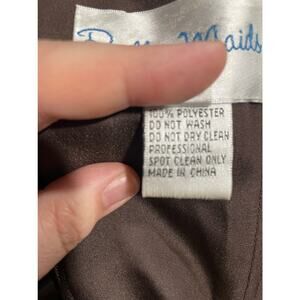 Maids
100% POLYESTER
DO NOT WASH
DO NOT DRY CLEAN
PROFESSIONAL
SPOT CLEAN ONLY
MADE IN CHINA